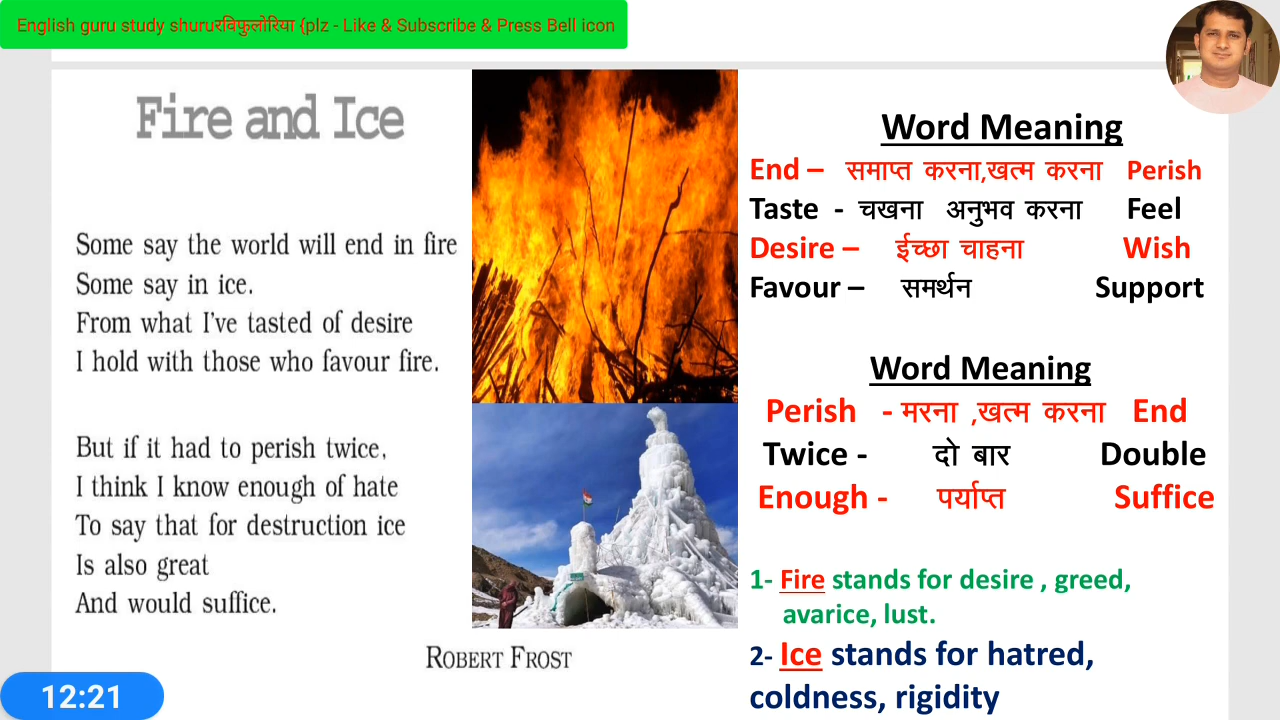 English guru study shuruरविफुलोरिया {plz - Like & Subscribe & Press Bell icon
Fire and Ice
Some say the world will end in fire
Some say in ice.
From what I've tasted of desire
I hold with those who favour fire.
But if it had to perish twice,
I think I know enough of hate
To say that for destruction ice
Is also great
And would suffice.
ROBERT FROST
Word Meaning
End – समाप्त करना,खत्म करना Perish
Taste - चखना अनुभव करना Feel
Desire – ईच्छा चाहना Wish
Favour – समर्थन Support
Word Meaning
Perish - मरना ,खत्म करना End
Twice - दो बार Double
Enough - पर्याप्त Suffice
1- Fire stands for desire , greed,
avarice, lust.
2- Ice stands for hatred,
coldness, rigidity
12:21